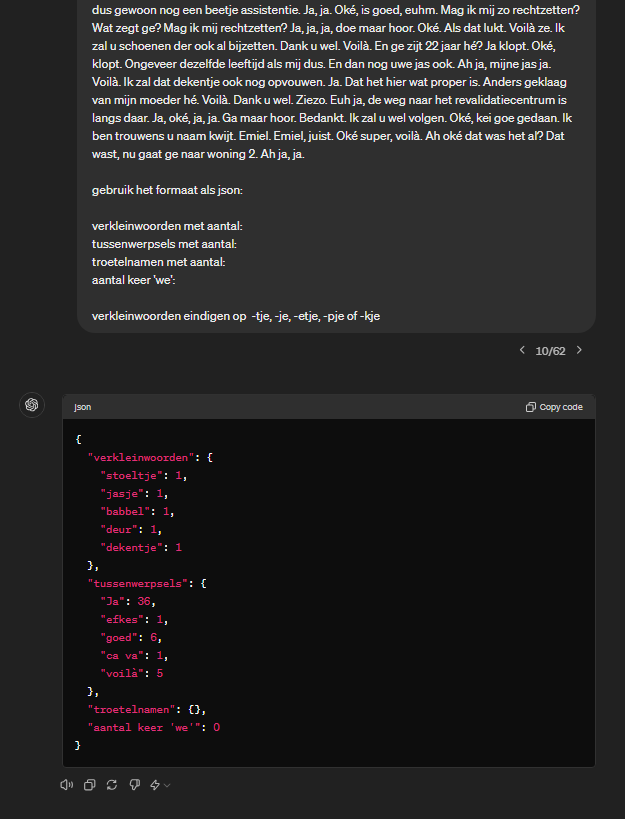 dus gewoon nog een beetje assistentie. Ja, ja. Oké, is goed, euhm. Mag ik mij zo rechtzetten?
Wat zegt ge? Mag ik mij rechtzetten? Ja, ja, ja, doe maar hoor. Oké. Als dat lukt. Voilà ze. Ik
zal u schoenen der ook al bijzetten. Dank u wel. Voilà. En ge zijt 22 jaar hé? Ja klopt. Oké,
klopt. Ongeveer dezelfde leeftijd als mij dus. En dan nog uwe jas ook. Ah ja, mijne jas ja.
Voilà. Ik zal dat dekentje ook nog opvouwen. Ja. Dat het hier wat proper is. Anders geklaag
van mijn moeder hé. Voilà. Dank u wel. Ziezo. Euh ja, de weg naar het revalidatiecentrum is
langs daar. Ja, oké, ja, ja. Ga maar hoor. Bedankt. Ik zal u wel volgen. Oké, kei goe gedaan. Ik
ben trouwens u naam kwijt. Emiel. Emiel, juist. Oké super, voilà. Ah oké dat was het al? Dat
wast, nu gaat ge naar woning 2. Ah ja, ja.
gebruik het formaat als json:
verkleinwoorden met aantal:
tussenwerpsels met aantal:
troetelnamen met aantal:
aantal keer 'we':
verkleinwoorden eindigen op -tje, -je, -etje, -pje of -kje
< 10/62 >
json
Copy code
{
"verkleinwoorden": {
"stoeltje": 1,
"jasje": 1,
"babbel": 1,
"deur": 1,
"dekentje": 1
},
"tussenwerpsels": {
"Ja": 36,
"efkes": 1,
"goed": 6,
"ca va": 1,
"voilà": 5
},
"troetelnamen": {},
"aantal keer 'we'": 0
}